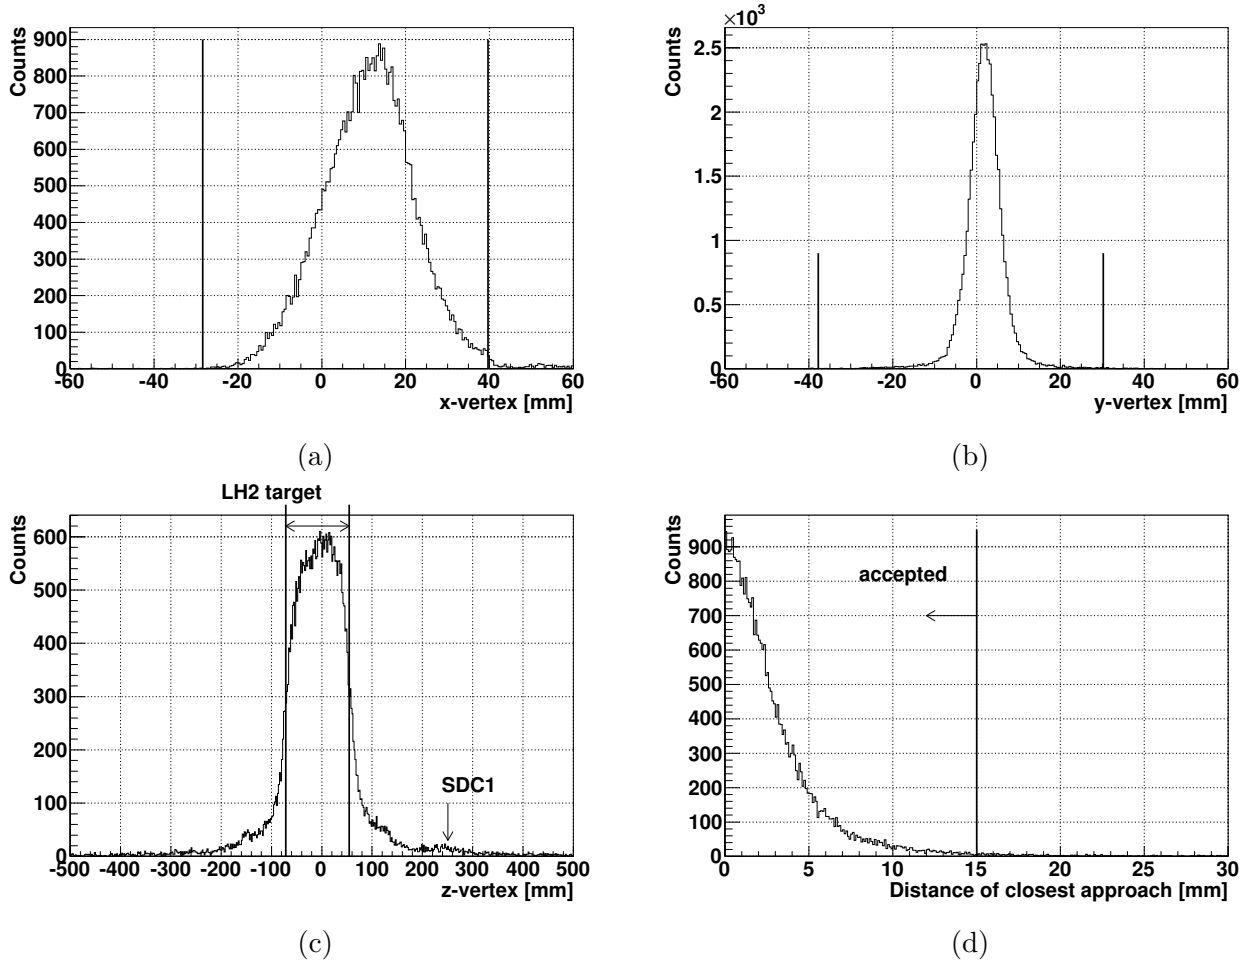 Counts
900
800
700
600
500
400
300
200
100
0
-60 -40 -20 0 20 40 60
x-vertex [mm]
(a)
×10³
Counts
2.5
2
1.5
1
0.5
0
-60 -40 -20 0 20 40 60
y-vertex [mm]
(b)
LH2 target
Counts
600
500
400
300
200
100
0
SDC1
-500 -400 -300 -200 -100 0 100 200 300 400 500
z-vertex [mm]
(c)
Counts
900
800
700
600
500
400
300
200
100
0
accepted
0 5 10 15 20 25 30
Distance of closest approach [mm]
(d)